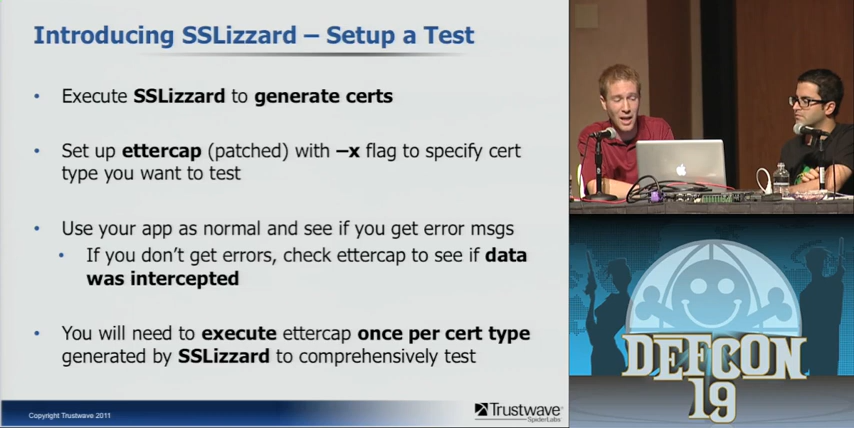 Introducing SSLizzard – Setup a Test
• Execute SSLizzard to generate certs
• Set up ettercap (patched) with –x flag to specify cert
type you want to test
• Use your app as normal and see if you get error msgs
• If you don't get errors, check ettercap to see if data
was intercepted
• You will need to execute ettercap once per cert type
generated by SSLizzard to comprehensively test
Copyright Trustwave 2011
Trustwave®
SpiderLabs
DEFCON
19